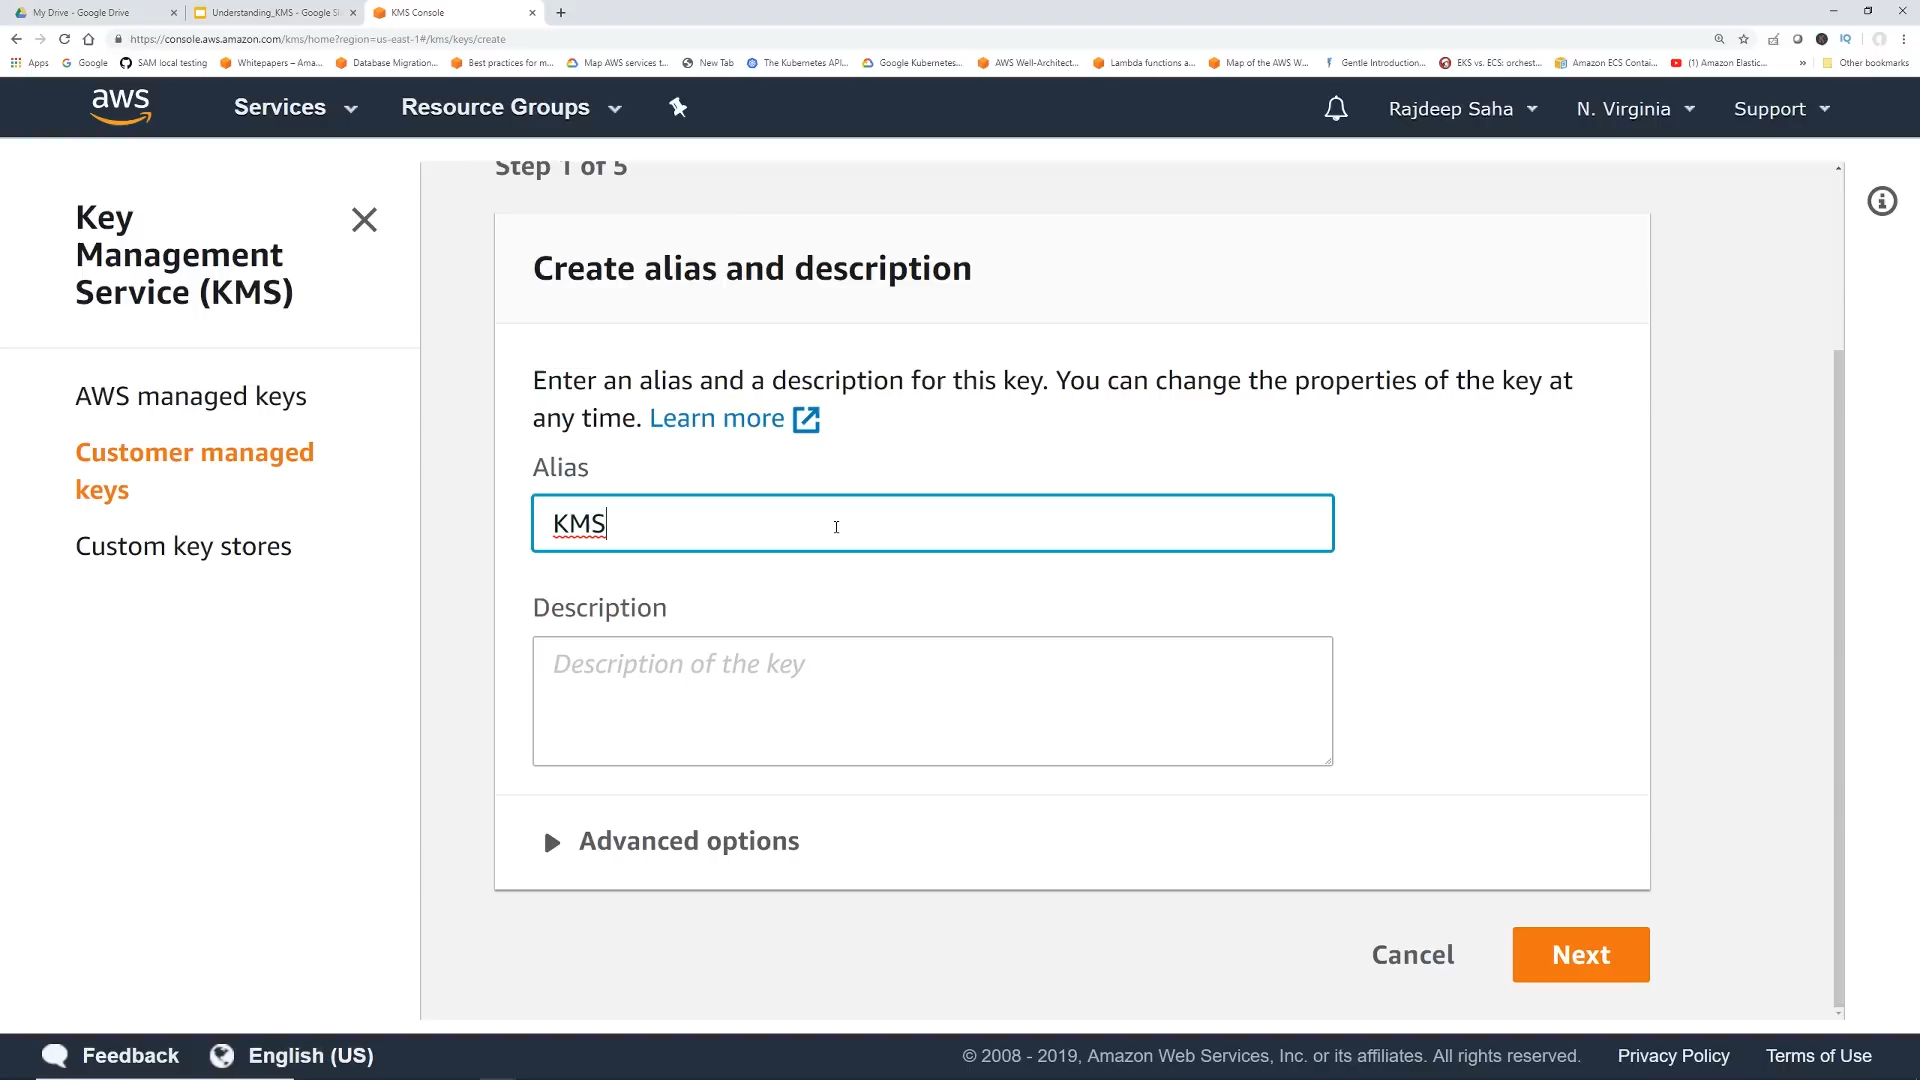 My Drive - Google Drive
Understanding_KMS - Google Sl
KMS Console
https://console.aws.amazon.com/kms/home?region=us-east-1#/kms/keys/create
Apps
Google
SAM local testing
Whitepapers – Ama...
Database Migration...
Best practices for m...
Map AWS services t...
New Tab
The Kubernetes API...
Google Kubernetes...
AWS Well-Architect...
Lambda functions a...
Map of the AWS W...
Gentle Introduction...
EKS vs. ECS: orchest...
Amazon ECS Contai...
(1) Amazon Elastic...
»
Other bookmarks
IQ
aws
Services
Resource Groups
Rajdeep Saha
N. Virginia
Support
Key
Management
Service (KMS)
AWS managed keys
Customer managed
keys
Custom key stores
Step 1 of 5
Create alias and description
Enter an alias and a description for this key. You can change the properties of the key at
any time. Learn more
Alias
KMS
Description
Description of the key
Advanced options
Cancel
Next
Feedback
English (US)
© 2008 - 2019, Amazon Web Services, Inc. or its affiliates. All rights reserved.
Privacy Policy
Terms of Use